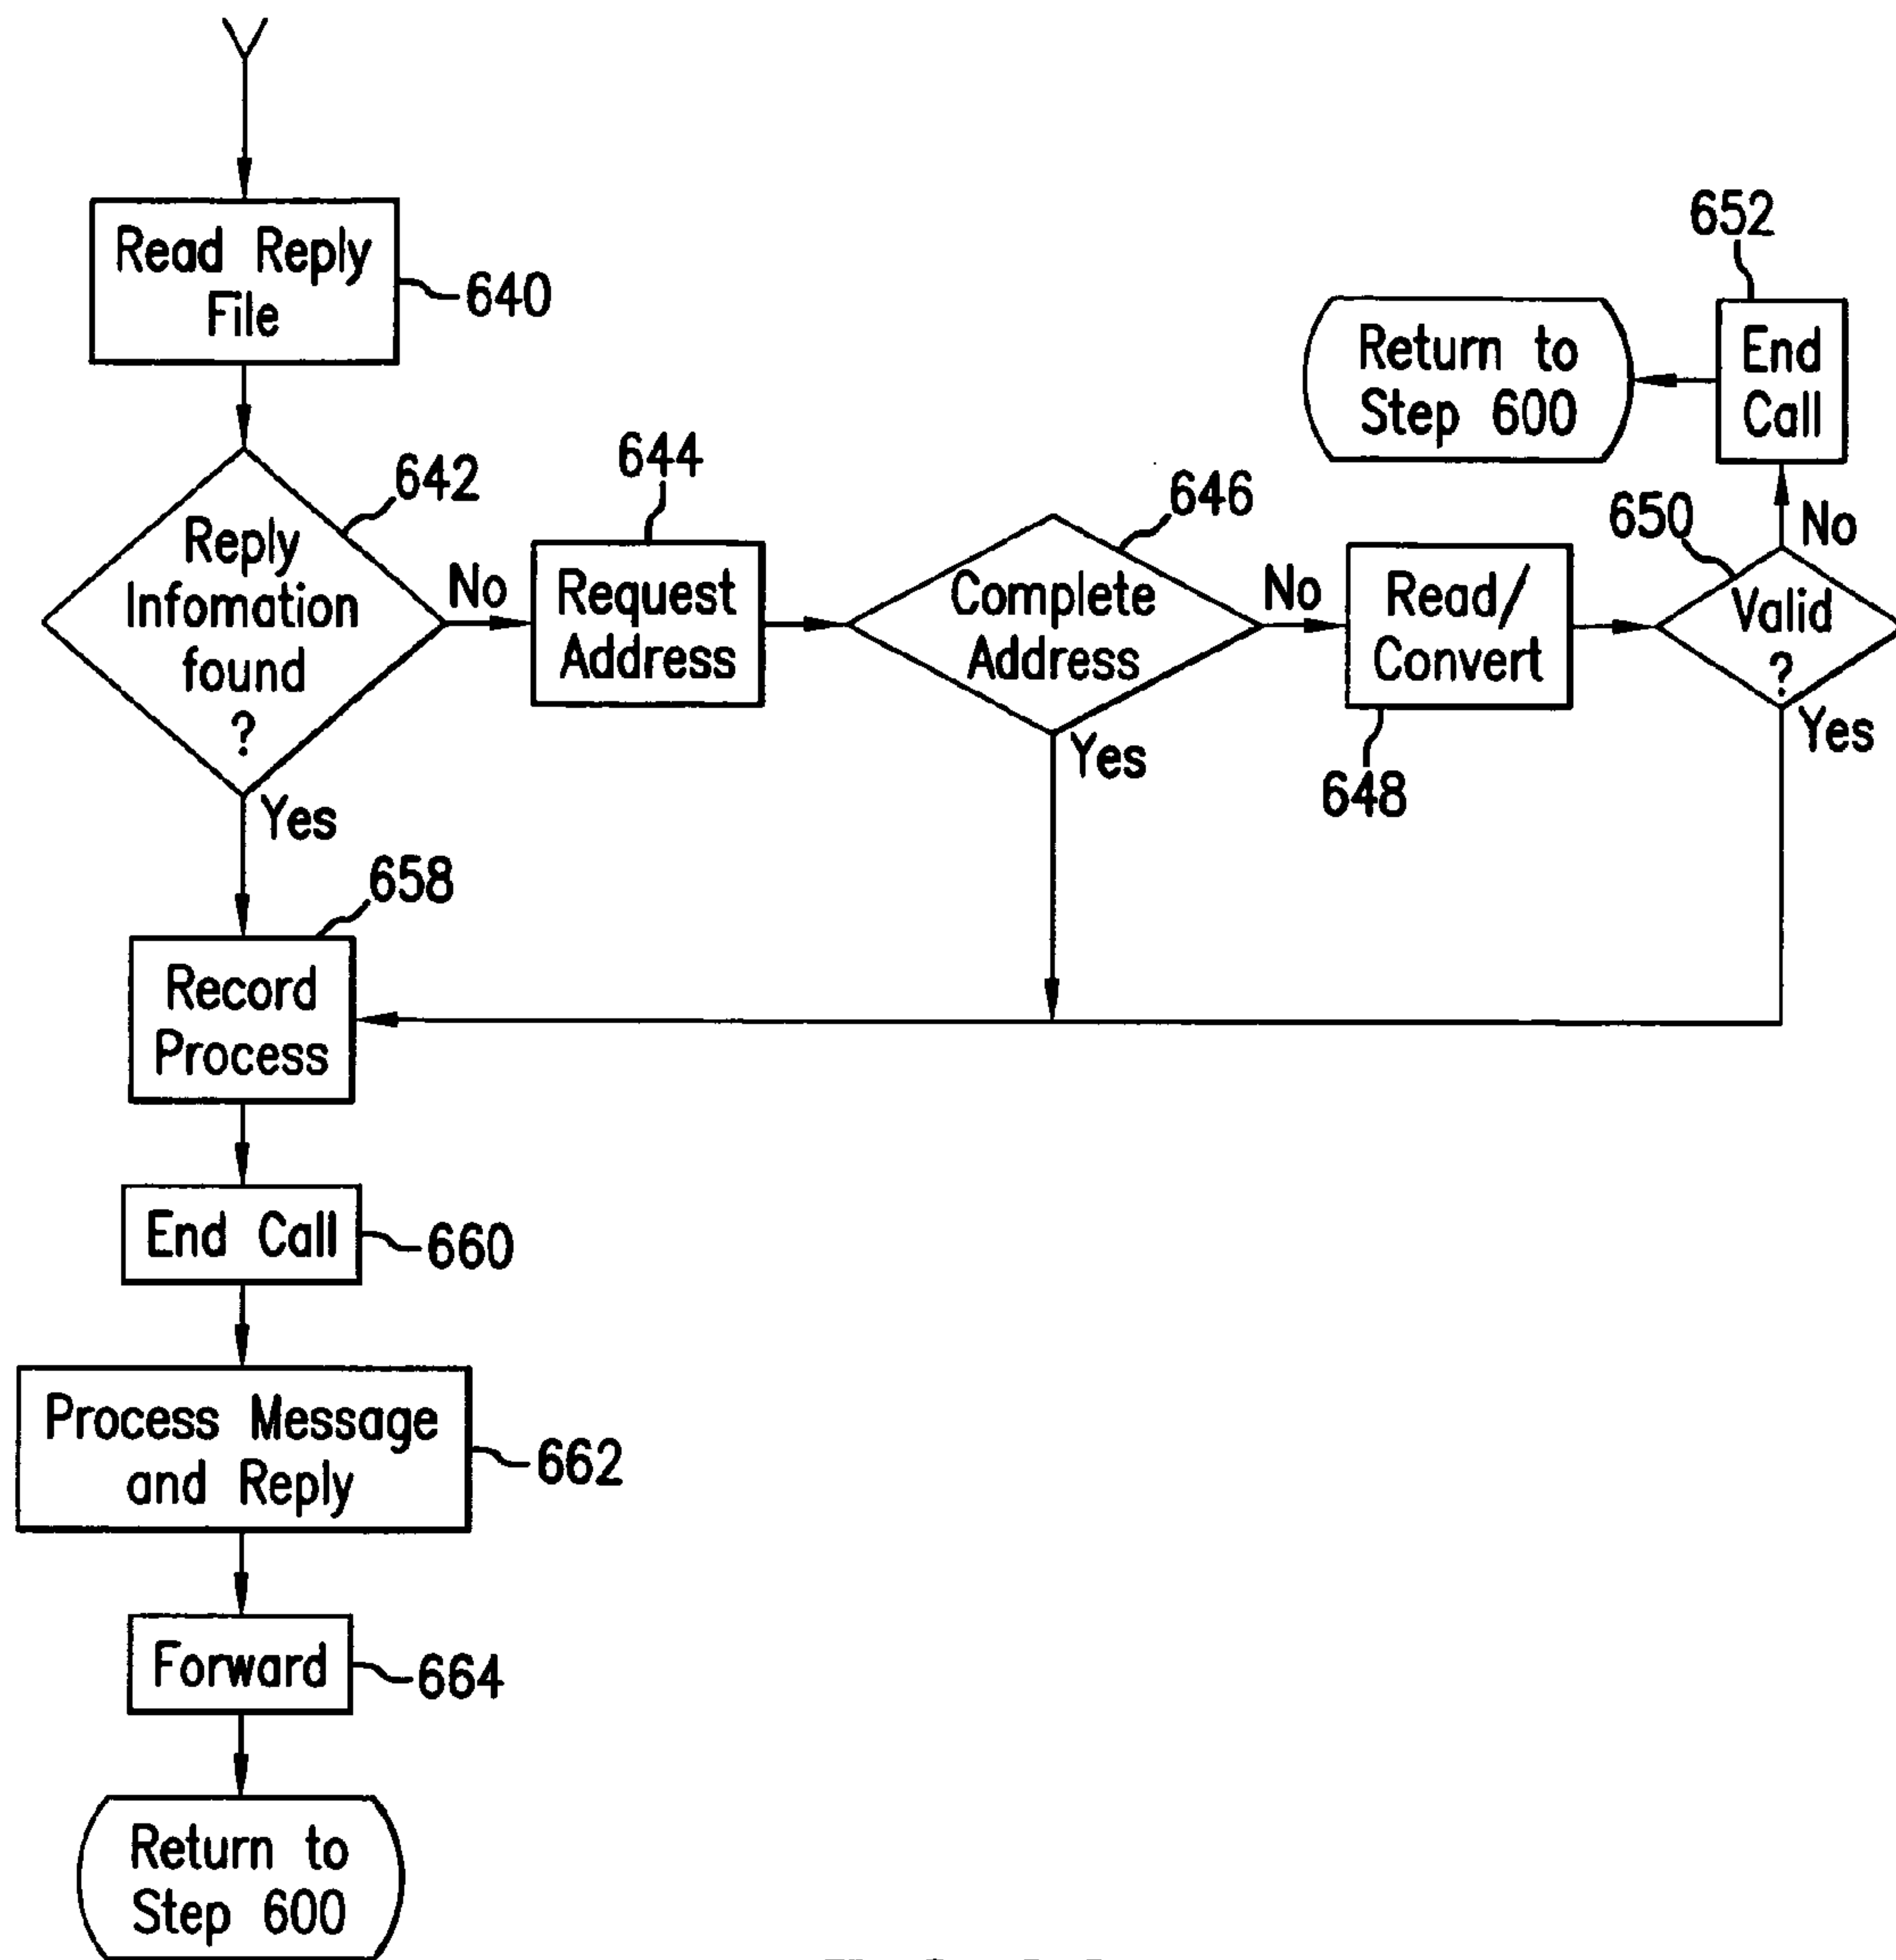 Read Reply
File
640
Reply
Infomation
found
?
642
No
Yes
644
Request
Address
646
Complete
Address
No
Yes
Read/
Convert
648
650
Valid
?
No
Yes
652
End
Call
Return to
Step 600
658
Record
Process
End Call
660
Process Message
and Reply
662
Forward
664
Return to
Step 600